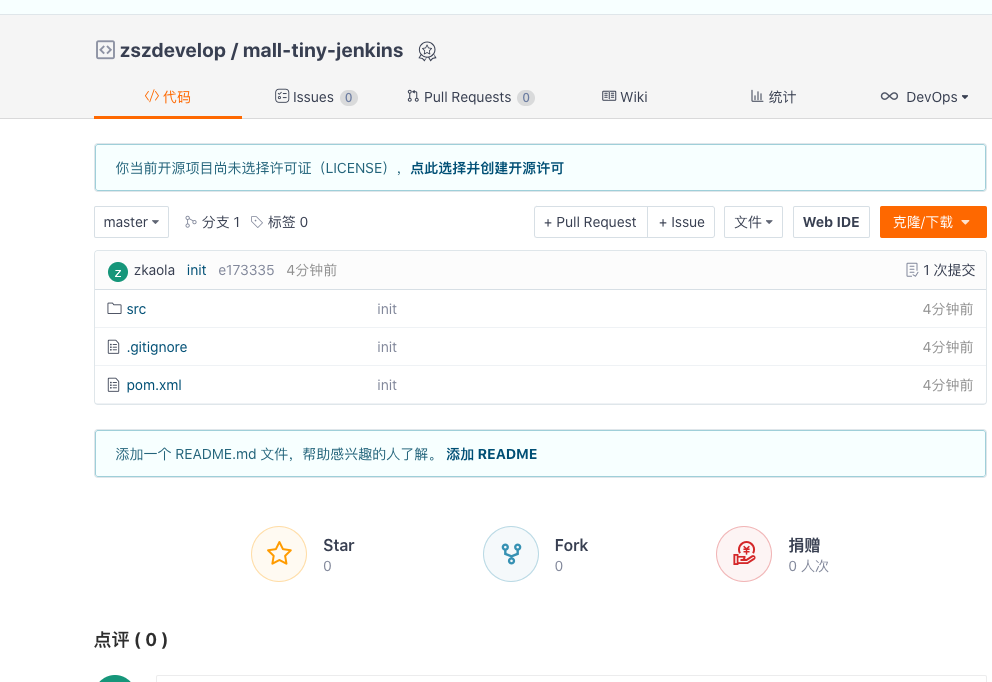 zszdevelop / mall-tiny-jenkins
代码 Issues 0 Pull Requests 0 Wiki 统计 DevOps
你当前开源项目尚未选择许可证（LICENSE），点此选择并创建开源许可
master 分支 1 标签 0 + Pull Request + Issue 文件 Web IDE 克隆/下载
z zkaola init e173335 4分钟前 1 次提交
src init 4分钟前
.gitignore init 4分钟前
pom.xml init 4分钟前
添加一个 README.md 文件，帮助感兴趣的人了解。 添加 README
Star Fork 捐赠
0 0 0 人次
点评 ( 0 )